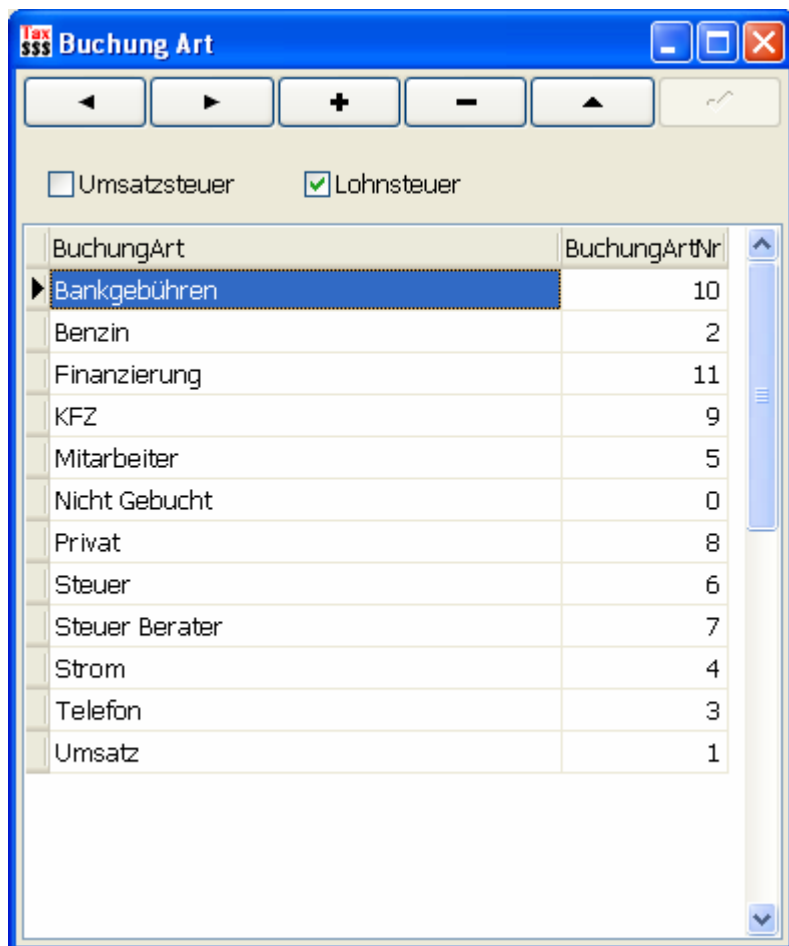 Tax
$$$ Buchung Art
Umsatzsteuer Lohnsteuer
BuchungArt BuchungArtNr
Bankgebühren 10
Benzin 2
Finanzierung 11
KFZ 9
Mitarbeiter 5
Nicht Gebucht 0
Privat 8
Steuer 6
Steuer Berater 7
Strom 4
Telefon 3
Umsatz 1